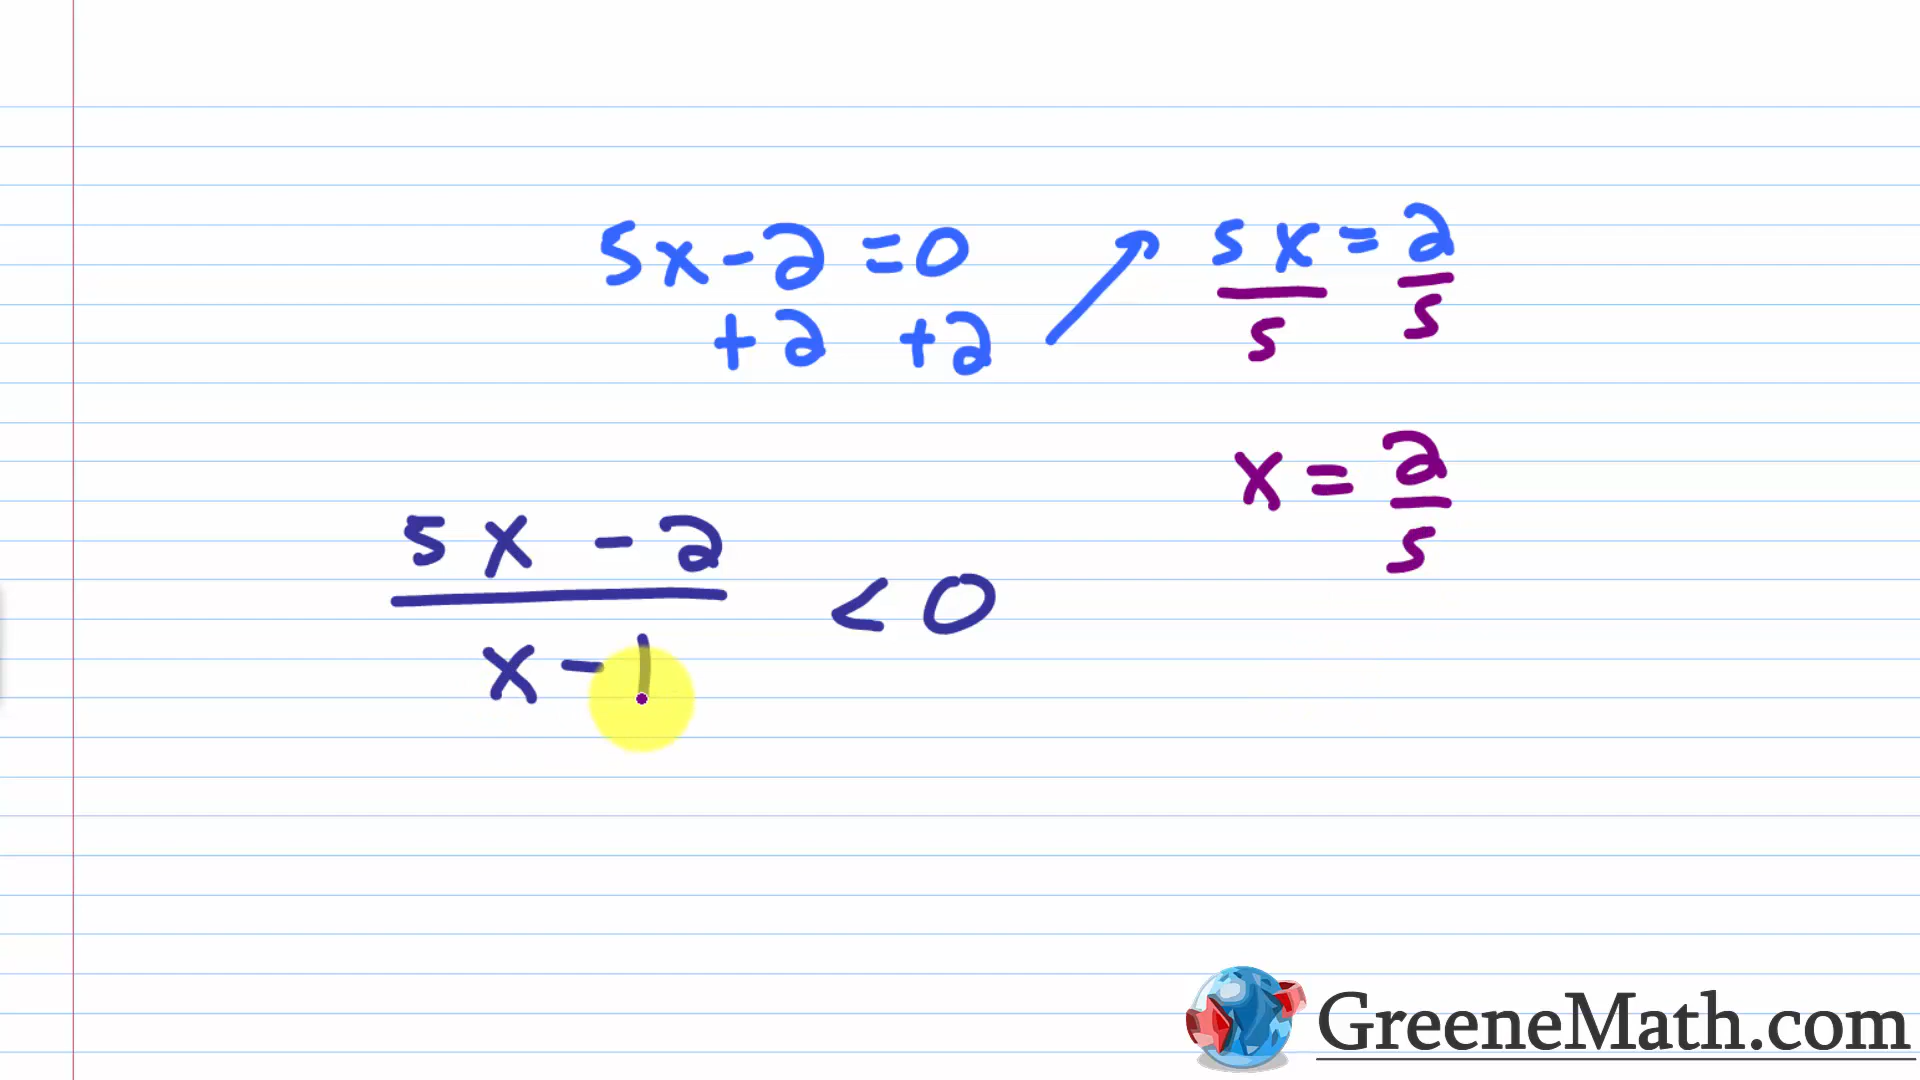 5x - 2 = 0
+2 +2
5x = 2
5 5
x = 2
5
5x - 2
x - 1
< 0
GreeneMath.com